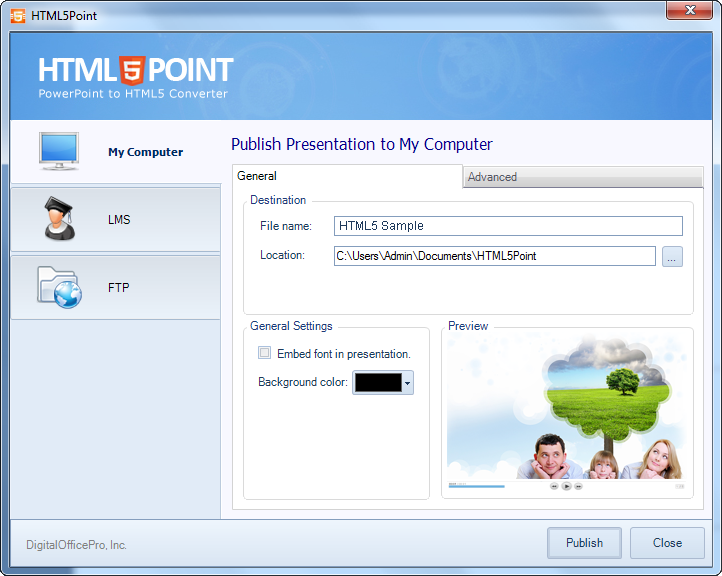 HTML5Point
HTML5POINT
PowerPoint to HTML5 Converter
My Computer
LMS
FTP
Publish Presentation to My Computer
General
Advanced
Destination
File name:
HTML5 Sample
Location:
C:\Users\Admin\Documents\HTML5Point
...
General Settings
Embed font in presentation.
Background color:
Preview
DigitalOfficePro, Inc.
Publish
Close